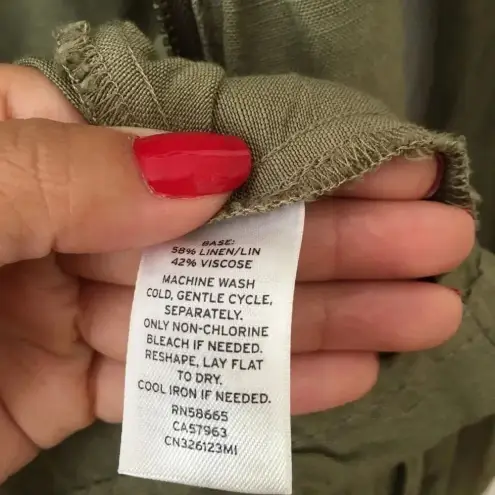 BASE:
58% LINEN/LIN
42% VISCOSE
MACHINE WASH
COLD, GENTLE CYCLE,
SEPARATELY.
ONLY NON-CHLORINE
BLEACH IF NEEDED.
RESHAPE, LAY FLAT
TO DRY.
COOL IRON IF NEEDED.
RN58665
CA57963
CN326123MI